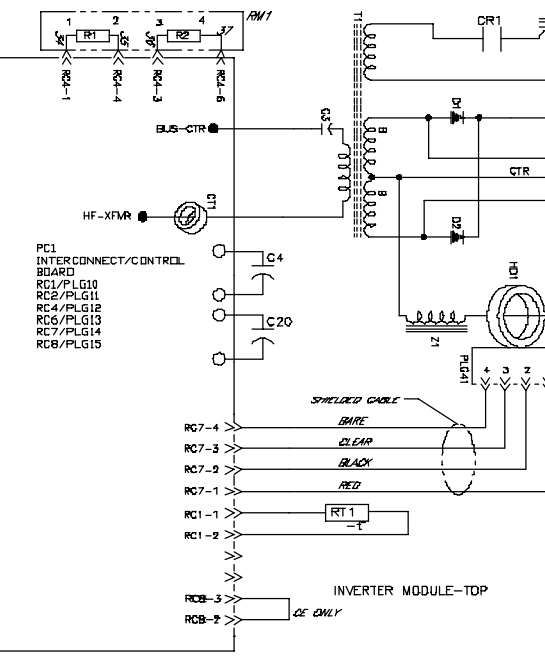 RM1
1 2 3 4
R1 R2
34 35 36 37
RC4-1
RC4-4
RC4-3
RC4-6
T1
CR1
BUS-CTR
C3
D1
B
CTR
B
CT1
HF-XFMR
D2
HD1
PC1
INTERCONNECT/CONTROL
BOARD
RC1/PLG10
RC2/PLG11
RC4/PLG12
RC6/PLG13
RC7/PLG14
RC8/PLG15
C4
C20
Z1
PLG41
4 3 2
SHIELDED CABLE
RC7-4 BARE
RC7-3 CLEAR
RC7-2 BLACK
RC7-1 RED
RC1-1 RT1
-t
RC1-2
INVERTER MODULE-TOP
RC8-3
CE ONLY
RC8-2